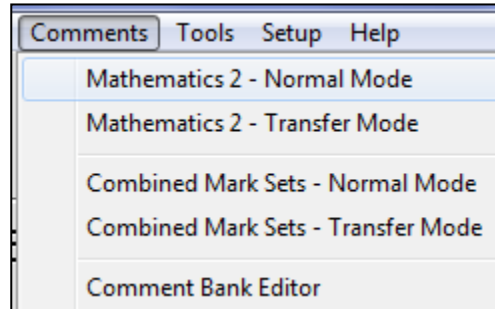 Comments Tools Setup Help
Mathematics 2 - Normal Mode
Mathematics 2 - Transfer Mode
Combined Mark Sets - Normal Mode
Combined Mark Sets - Transfer Mode
Comment Bank Editor